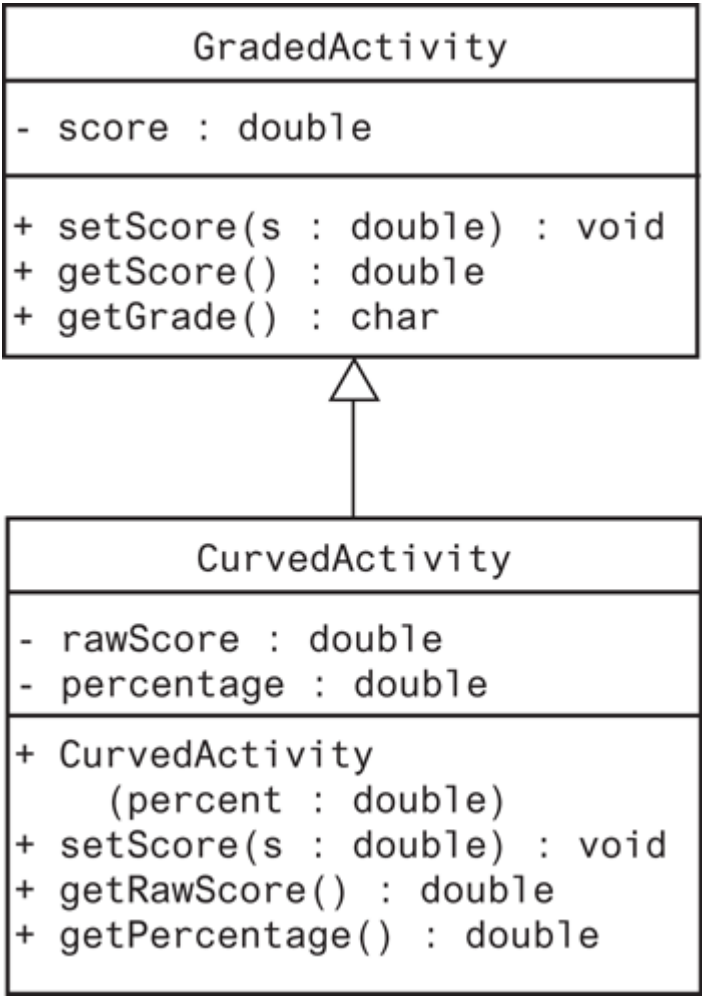 GradedActivity
- score : double
+ setScore(s : double) : void
+ getScore() : double
+ getGrade() : char
CurvedActivity
- rawScore : double
- percentage : double
+ CurvedActivity
(percent : double)
+ setScore(s : double) : void
+ getRawScore() : double
+ getPercentage() : double